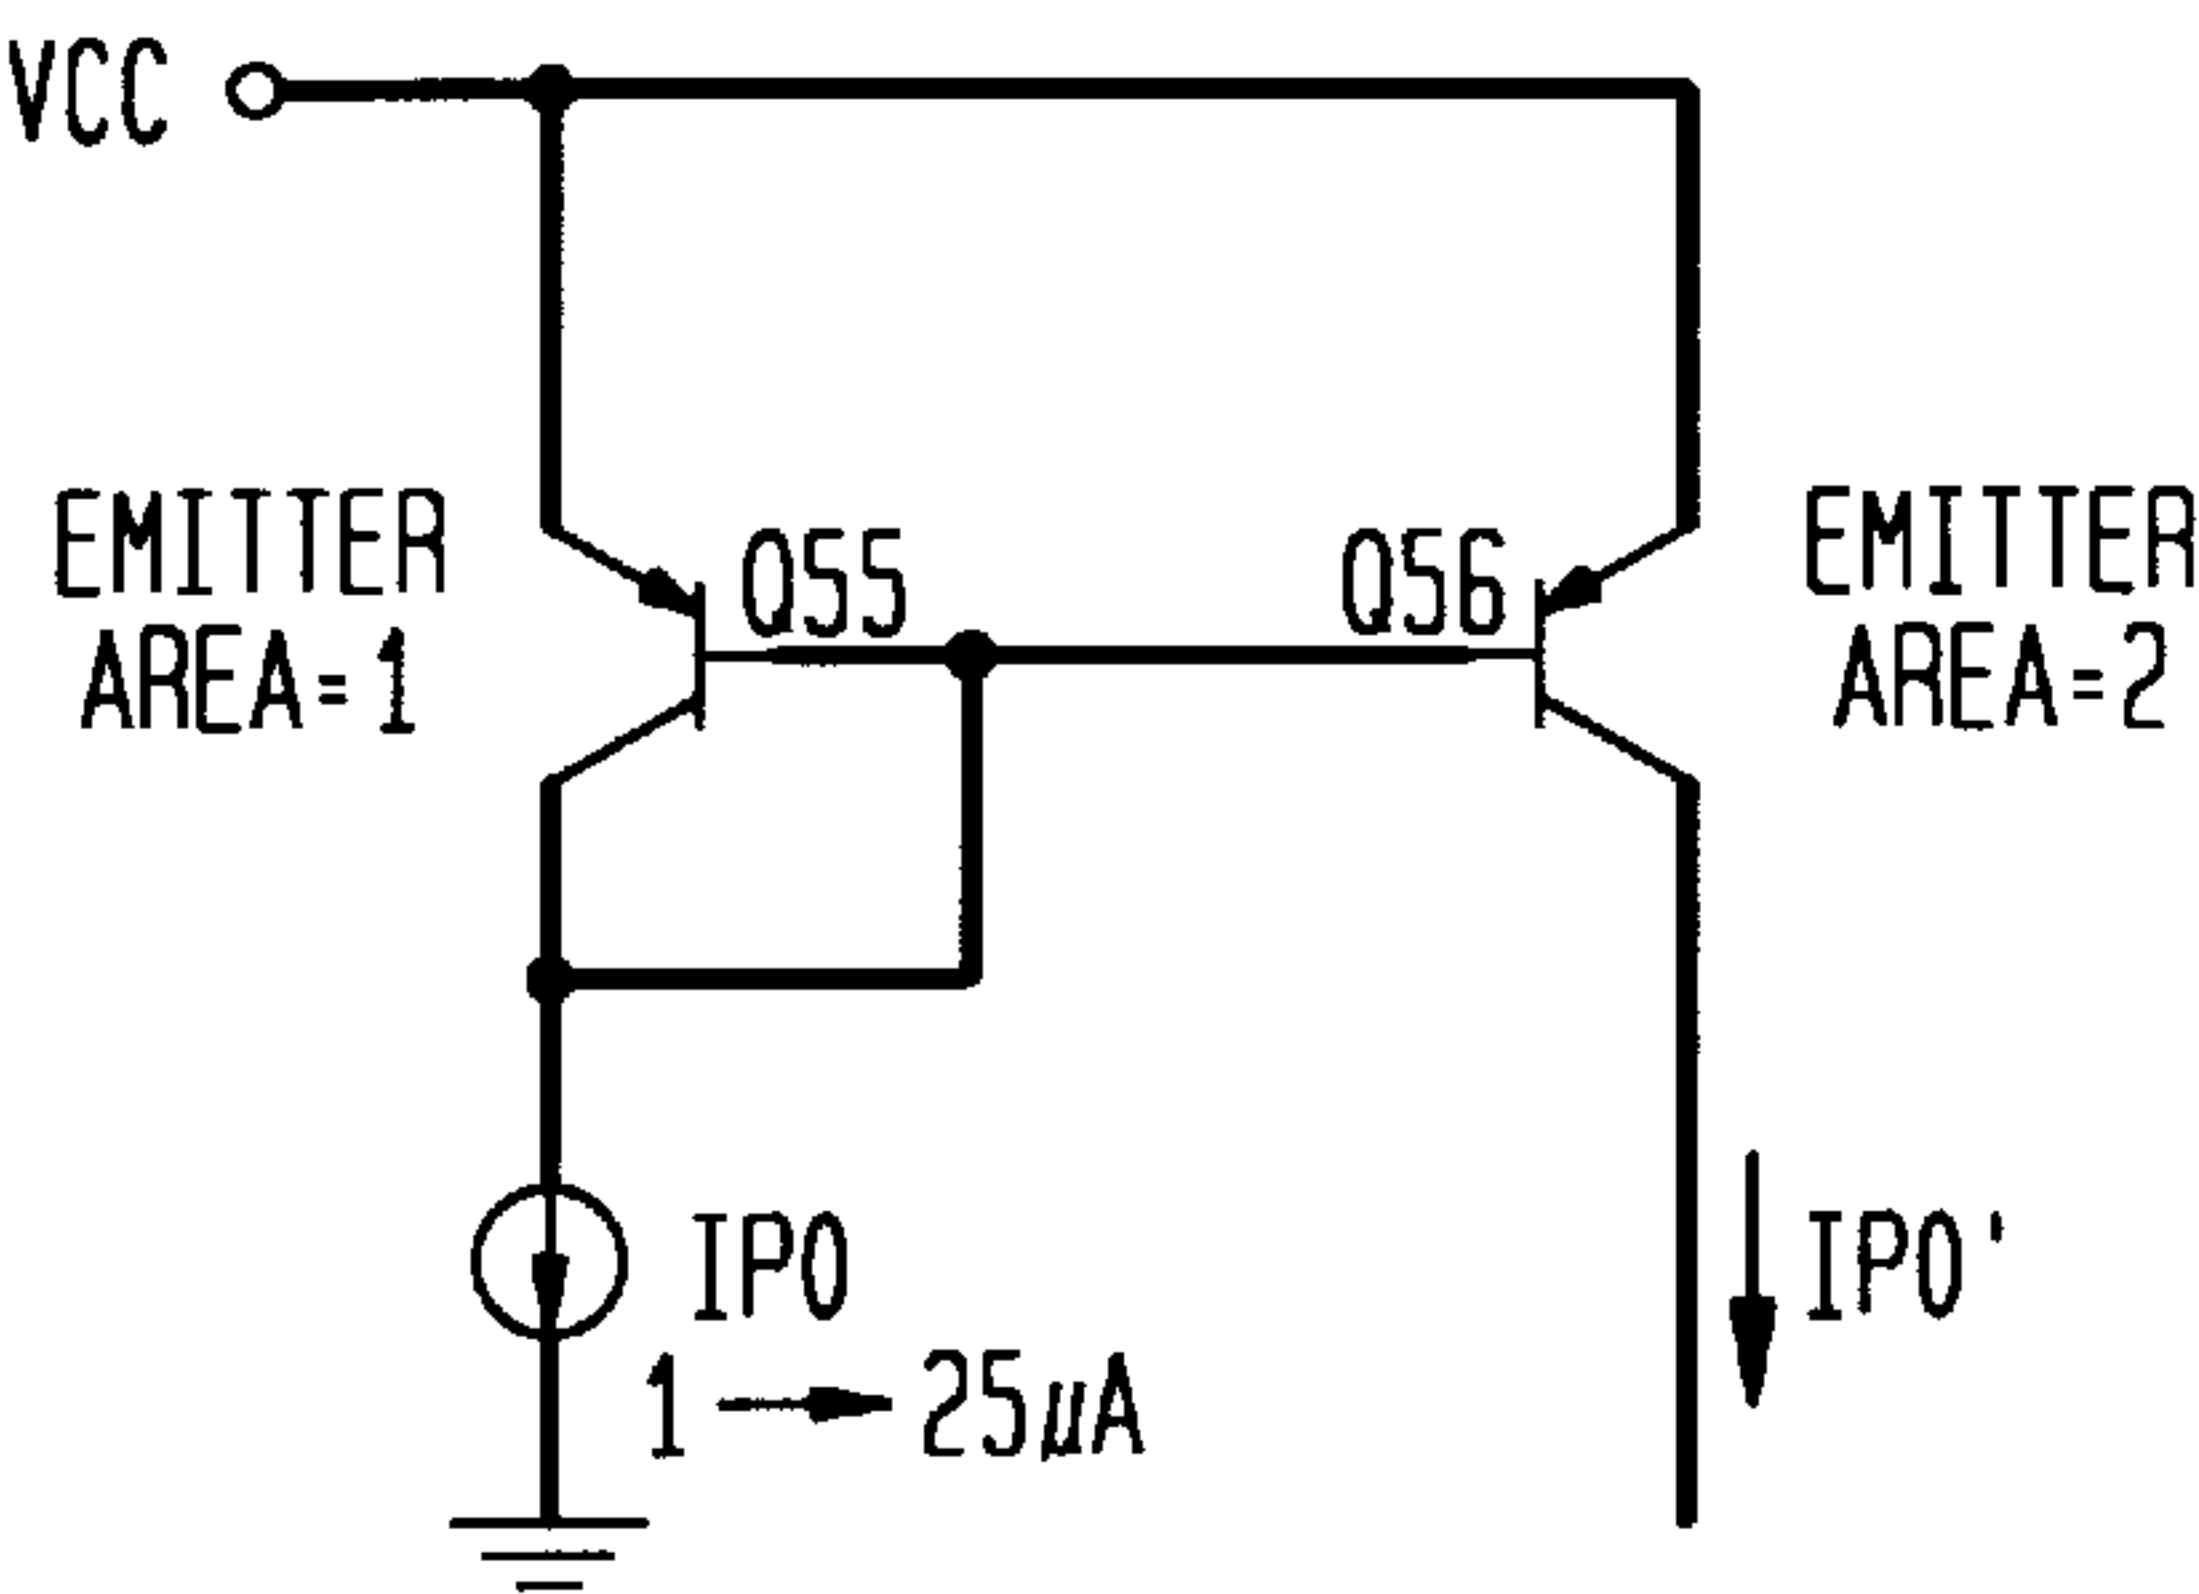 VCC
EMITTER
AREA=1
Q55
Q56
EMITTER
AREA=2
IPO
1 → 25µA
IPO'